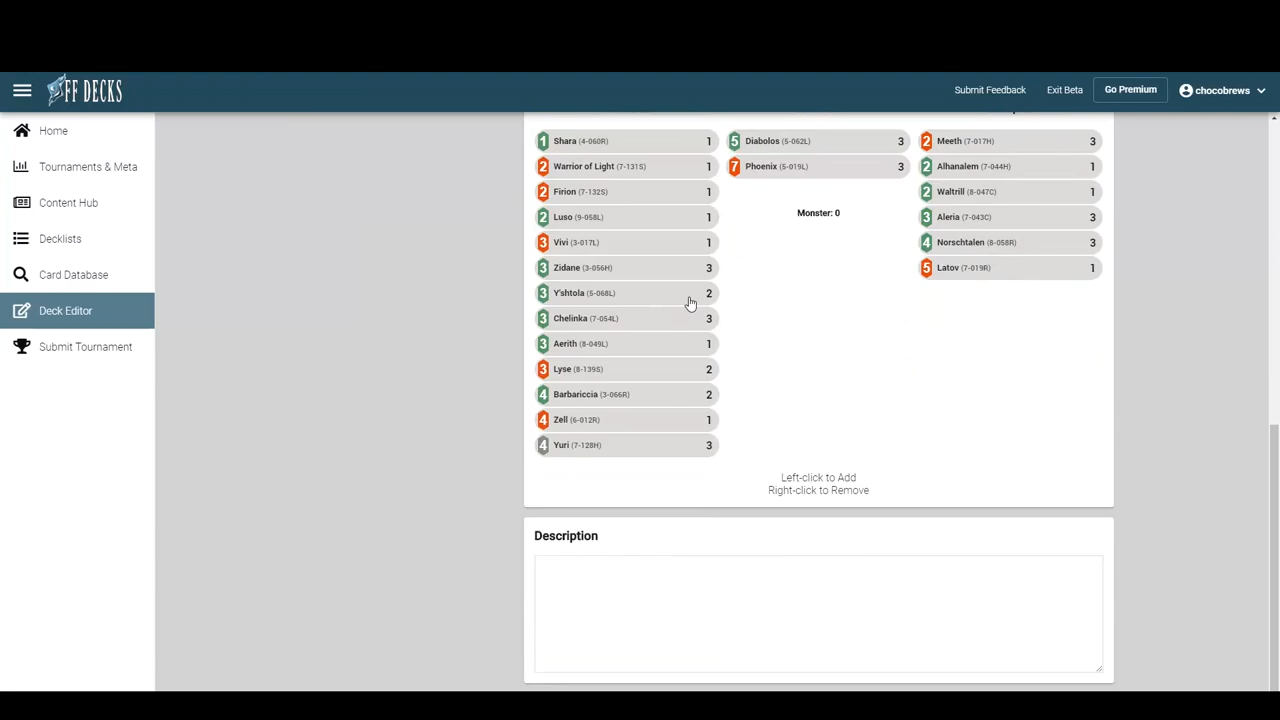 FF DECKS
Submit Feedback
Exit Beta
Go Premium
chocobrews
Home
Tournaments & Meta
Content Hub
Decklists
Card Database
Deck Editor
Submit Tournament
1 Shara (4-060R) 1
2 Warrior of Light (7-131S) 1
2 Firion (7-132S) 1
2 Luso (9-058L) 1
3 Vivi (3-017L) 1
3 Zidane (3-056H) 3
3 Y'shtola (5-068L) 2
3 Chelinka (7-054L) 3
3 Aerith (8-049L) 1
3 Lyse (8-139S) 2
4 Barbariccia (3-066R) 2
4 Zell (6-012R) 1
4 Yuri (7-128H) 3
5 Diabolos (5-062L) 3
7 Phoenix (5-019L) 3
Monster: 0
2 Meeth (7-017H) 3
2 Alhanalem (7-044H) 1
2 Waltrill (8-047C) 1
3 Aleria (7-043C) 3
4 Norschtalen (8-058R) 3
5 Latov (7-019R) 1
Left-click to Add
Right-click to Remove
Description